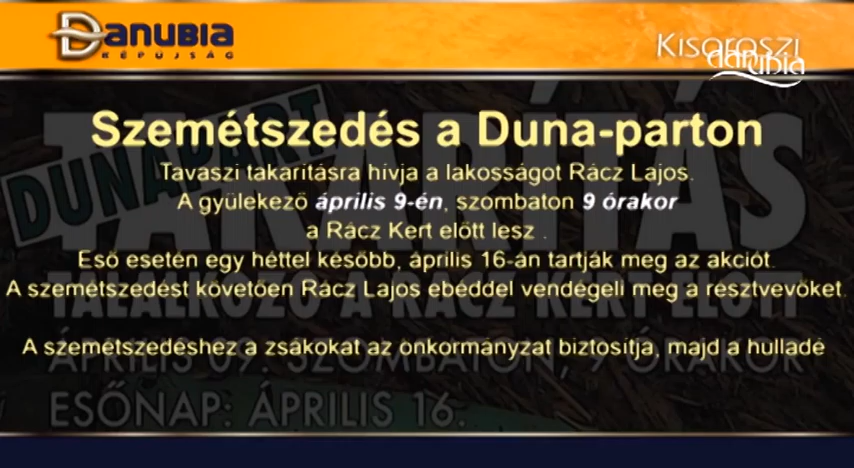 DANUBIA
KÉPÚJSÁG
Kisoroszi
danubia
Szemétszedés a Duna-parton
Tavaszi takarításra hívja a lakosságot Rácz Lajos.
A gyülekező április 9-én, szombaton 9 órakor
a Rácz Kert előtt lesz .
Eső esetén egy héttel később, április 16-án tartják meg az akciót.
A szemétszedést követően Rácz Lajos ebéddel vendégeli meg a résztvevőket.
A szemétszedéshez a zsákokat az önkormányzat biztosítja, majd a hulladé
DUNAPART
TAKARÍTÁS
TALÁLKOZÓ A RÁCZ KERT ELŐTT
ÁPRILIS 09. SZOMBATON, 9 ÓRAKOR
ESŐNAP: ÁPRILIS 16.